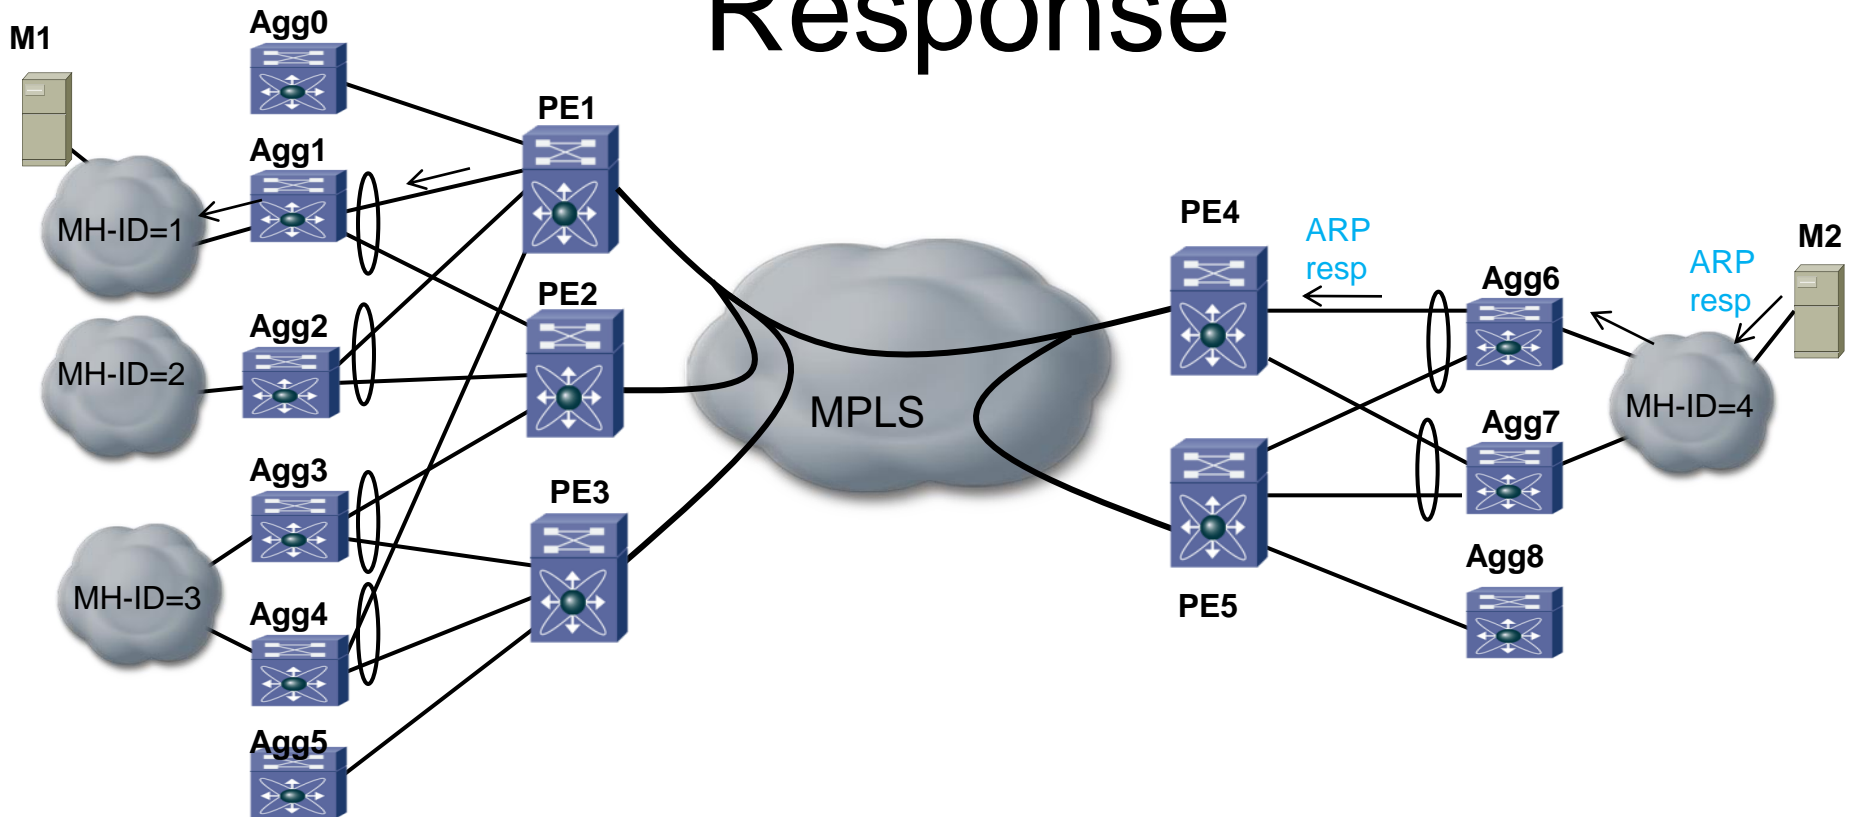 Response
M1
Agg0
PE1
Agg1
MH-ID=1
PE2
Agg2
MH-ID=2
Agg3
PE3
MH-ID=3
Agg4
Agg5
MPLS
PE4
ARP
resp
Agg6
ARP
resp
M2
MH-ID=4
Agg7
PE5
Agg8